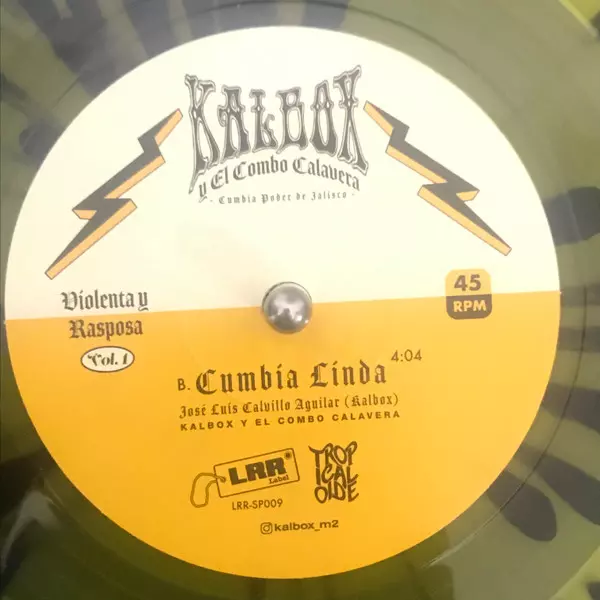 KALBOX
y El Combo Calavera
- Cumbia Poder de Jalisco -
Violenta y
Rasposa
Vol. 1
45
RPM
B. Cumbia Linda 4:04
José Luis Calvillo Aguilar (Kalbox)
KALBOX Y EL COMBO CALAVERA
LRR
Label
LRR-SP009
TROP
ICAL
OIDE
kalbox_m2